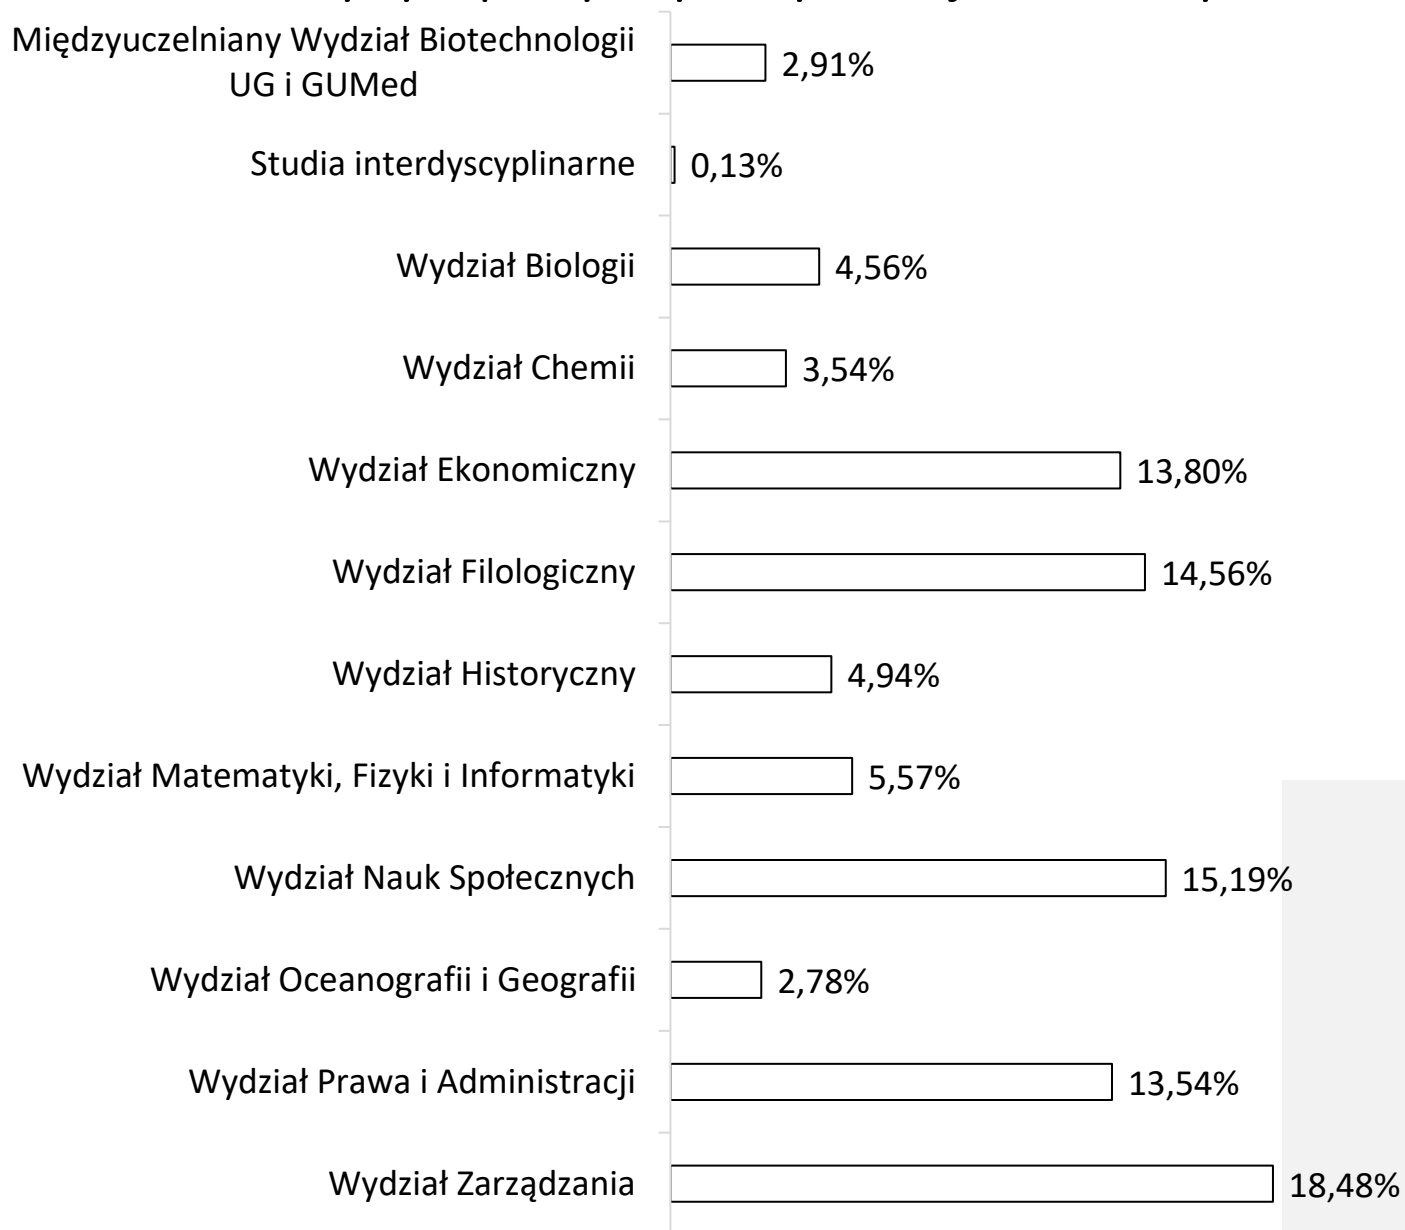 Międzyuczelniany Wydział Biotechnologii
UG i GUMed
2,91%
Studia interdyscyplinarne
0,13%
Wydział Biologii
4,56%
Wydział Chemii
3,54%
Wydział Ekonomiczny
13,80%
Wydział Filologiczny
14,56%
Wydział Historyczny
4,94%
Wydział Matematyki, Fizyki i Informatyki
5,57%
Wydział Nauk Społecznych
15,19%
Wydział Oceanografii i Geografii
2,78%
Wydział Prawa i Administracji
13,54%
Wydział Zarządzania
18,48%